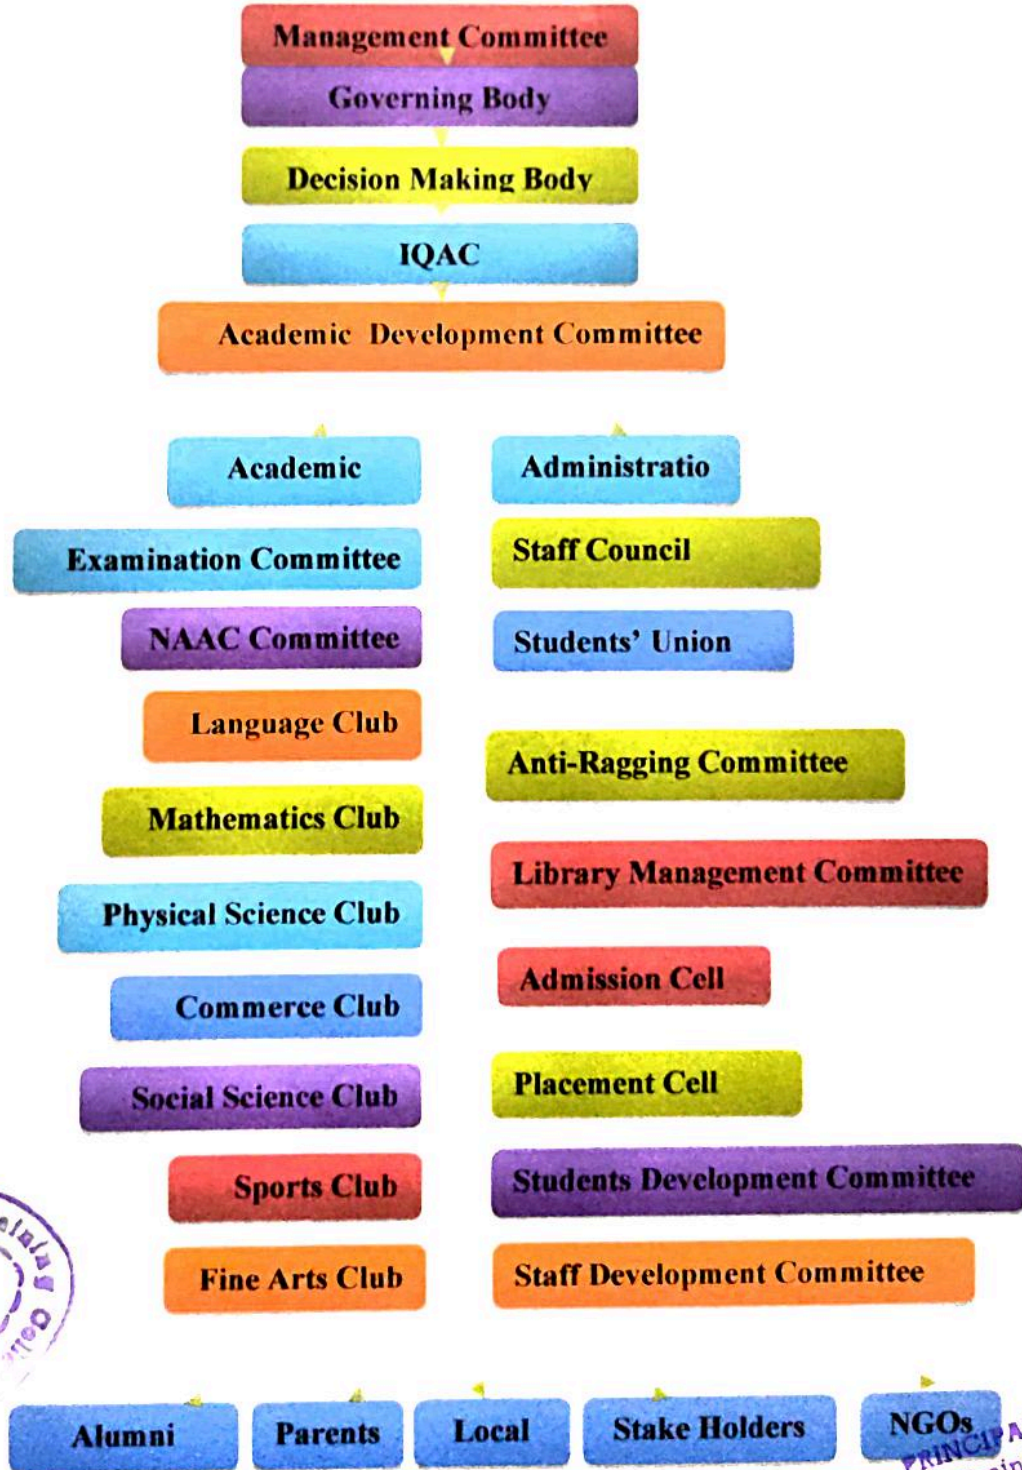 Management Committee
Governing Body
Decision Making Body
IQAC
Academic Development Committee
Academic
Administratio
Examination Committee
Staff Council
NAAC Committee
Students' Union
Language Club
Anti-Ragging Committee
Mathematics Club
Library Management Committee
Physical Science Club
Admission Cell
Commerce Club
Placement Cell
Social Science Club
Students Development Committee
Sports Club
Staff Development Committee
Fine Arts Club
Alumni
Parents
Local
Stake Holders
NGOs